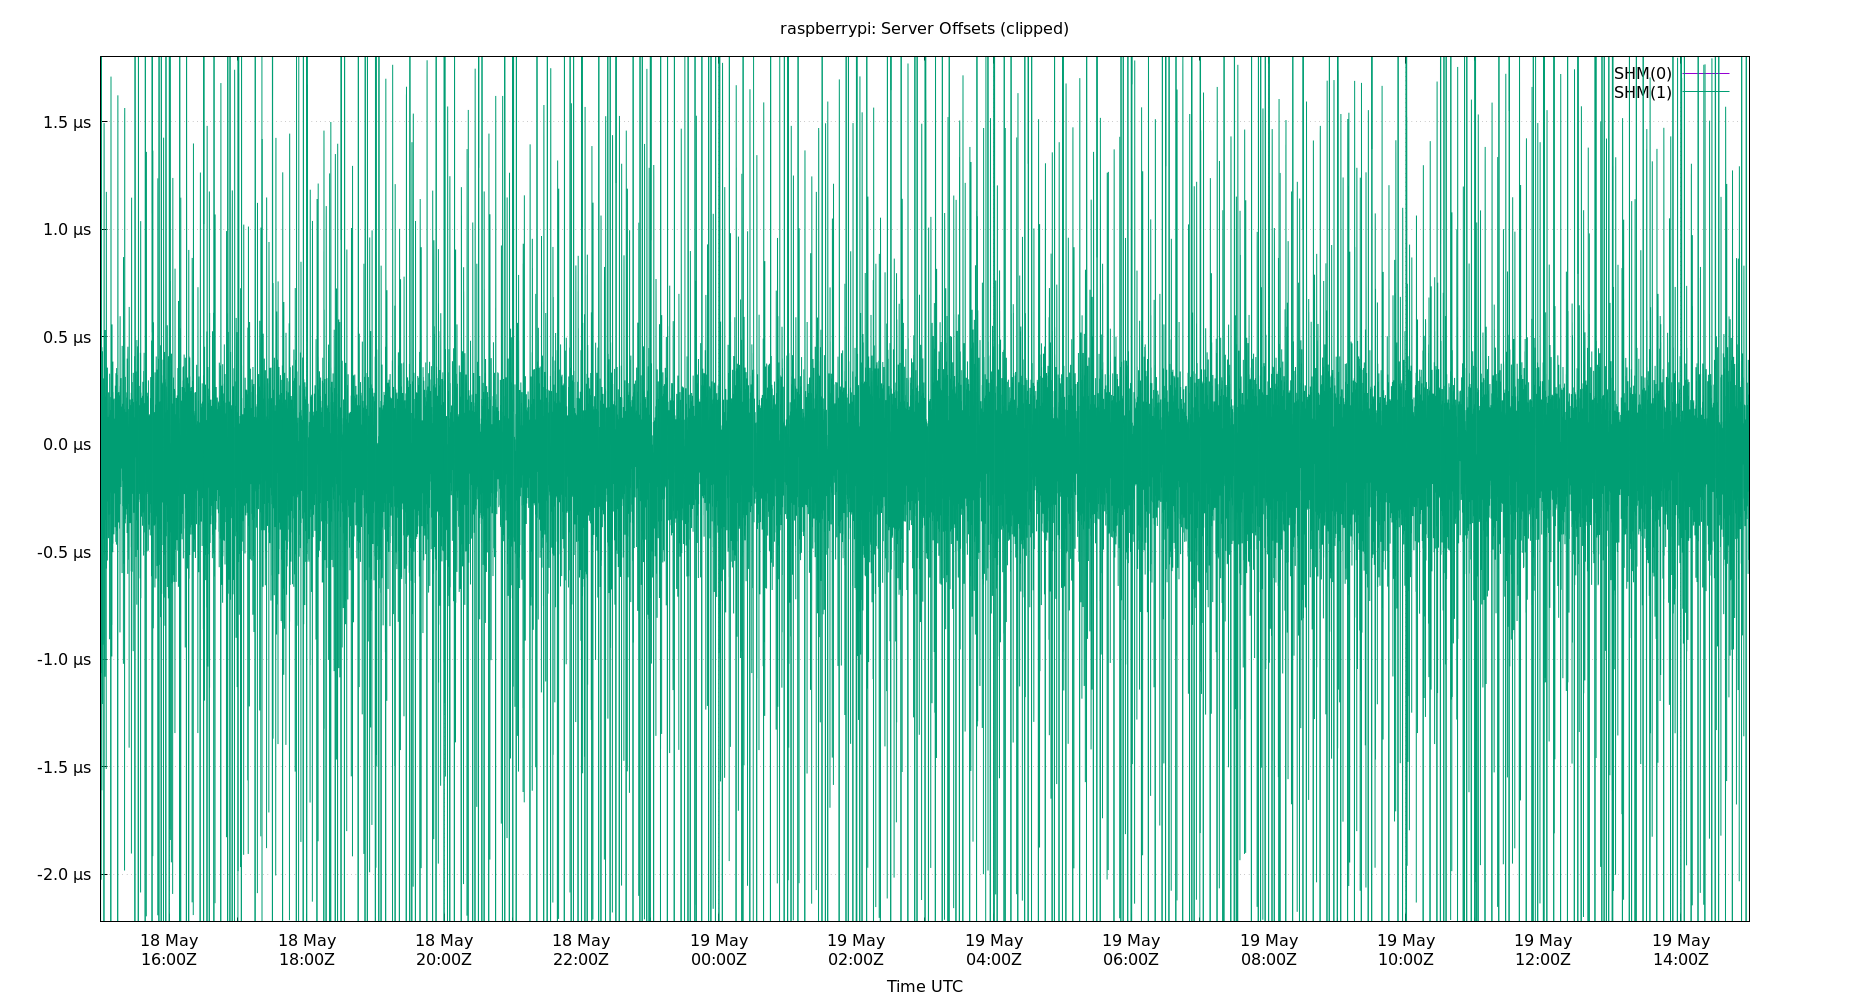 raspberrypi: Server Offsets (clipped)
SHM(0)
SHM(1)
1.5 µs
1.0 µs
0.5 µs
0.0 µs
-0.5 µs
-1.0 µs
-1.5 µs
-2.0 µs
18 May 18 May 18 May 18 May 19 May 19 May 19 May 19 May 19 May 19 May 19 May 19 May
16:00Z 18:00Z 20:00Z 22:00Z 00:00Z 02:00Z 04:00Z 06:00Z 08:00Z 10:00Z 12:00Z 14:00Z
Time UTC